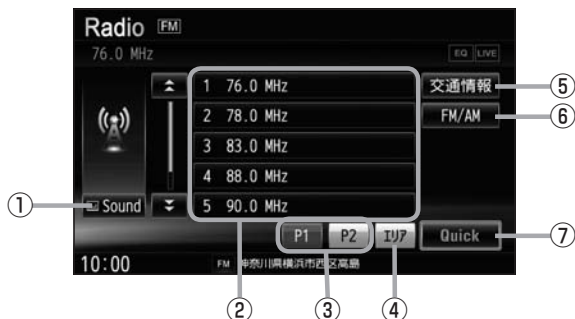 Radio FM
76.0 MHz
EQ LIVE
1 76.0 MHz
交通情報
⑤
2 78.0 MHz
FM/AM
⑥
3 83.0 MHz
4 88.0 MHz
①
Sound
5 90.0 MHz
P1 P2 エリア Quick
⑦
10:00
FM 神奈川県横浜市西区高島
② ③ ④